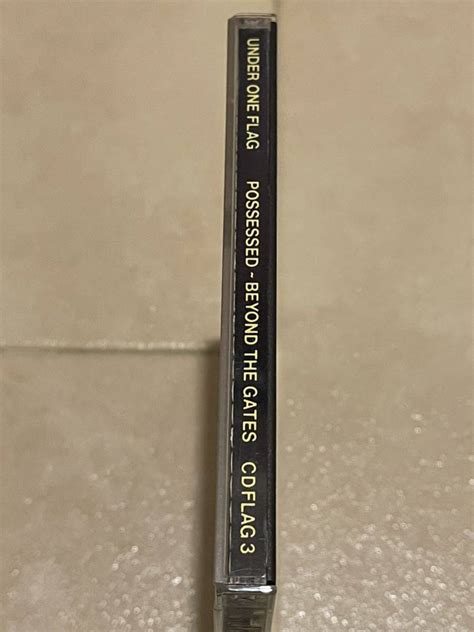 UNDER ONE FLAG POSSESSED - BEYOND THE GATES CDFLAG 3